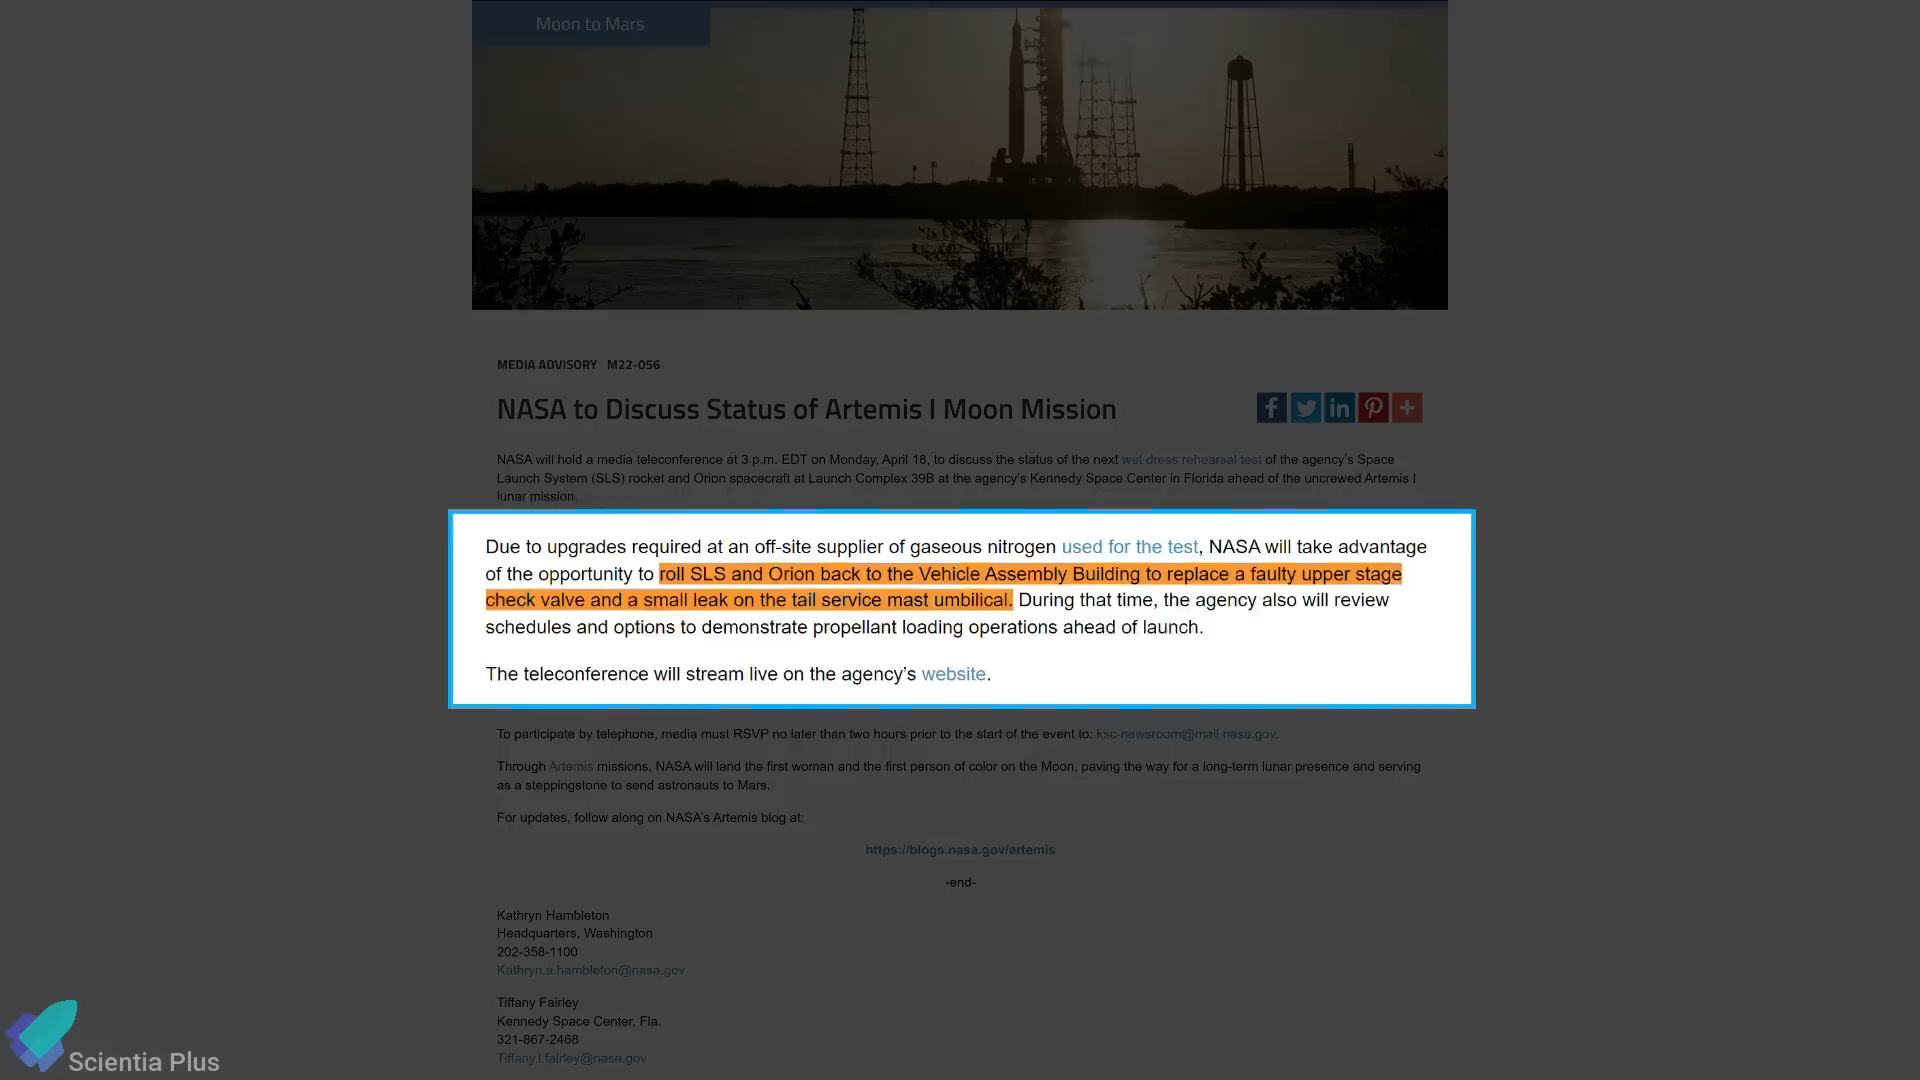 Moon to Mars
MEDIA ADVISORY M22-056
NASA to Discuss Status of Artemis I Moon Mission
NASA will hold a media teleconference at 3 p.m. EDT on Monday, April 18, to discuss the status of the next wet dress rehearsal test of the agency's Space
Launch System (SLS) rocket and Orion spacecraft at Launch Complex 39B at the agency's Kennedy Space Center in Florida ahead of the uncrewed Artemis I
lunar mission.
Due to upgrades required at an off-site supplier of gaseous nitrogen used for the test, NASA will take advantage
of the opportunity to roll SLS and Orion back to the Vehicle Assembly Building to replace a faulty upper stage
check valve and a small leak on the tail service mast umbilical. During that time, the agency also will review
schedules and options to demonstrate propellant loading operations ahead of launch.
The teleconference will stream live on the agency’s website.
To participate by telephone, media must RSVP no later than two hours prior to the start of the event to: ksc-newsroom@mail.nasa.gov.
Through Artemis missions, NASA will land the first woman and the first person of color on the Moon, paving the way for a long-term lunar presence and serving
as a steppingstone to send astronauts to Mars.
For updates, follow along on NASA's Artemis blog at:
https://blogs.nasa.gov/artemis
-end-
Kathryn Hambleton
Headquarters, Washington
202-358-1100
Kathryn.a.hambleton@nasa.gov
Tiffany Fairley
Kennedy Space Center, Fla.
321-867-2468
Tiffany.l.fairley@nasa.gov
Scientia Plus